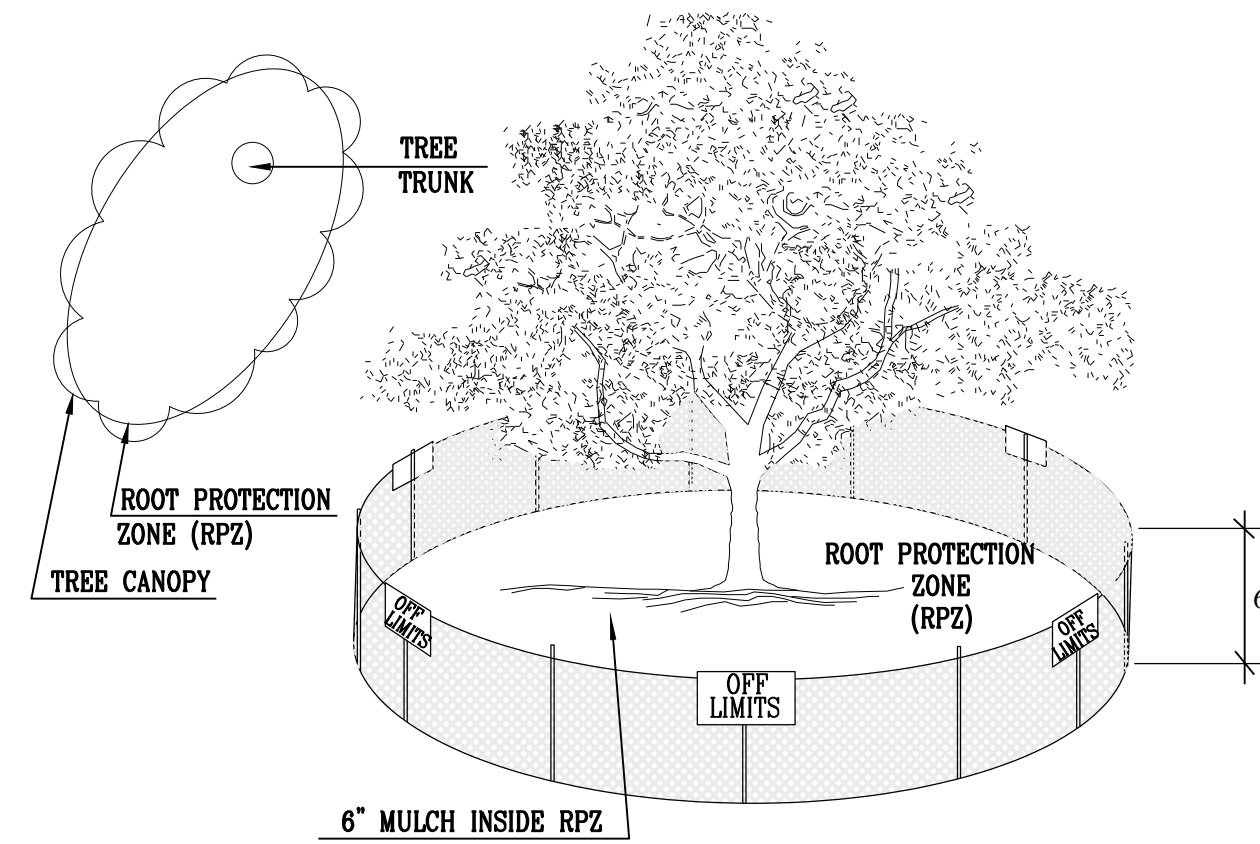 TREE
TRUNK
ROOT PROTECTION
ZONE (RPZ)
TREE CANOPY
ROOT PROTECTION
ZONE
(RPZ)
OFF
LIMITS
OFF
LIMITS
OFF
LIMITS
6" MULCH INSIDE RPZ